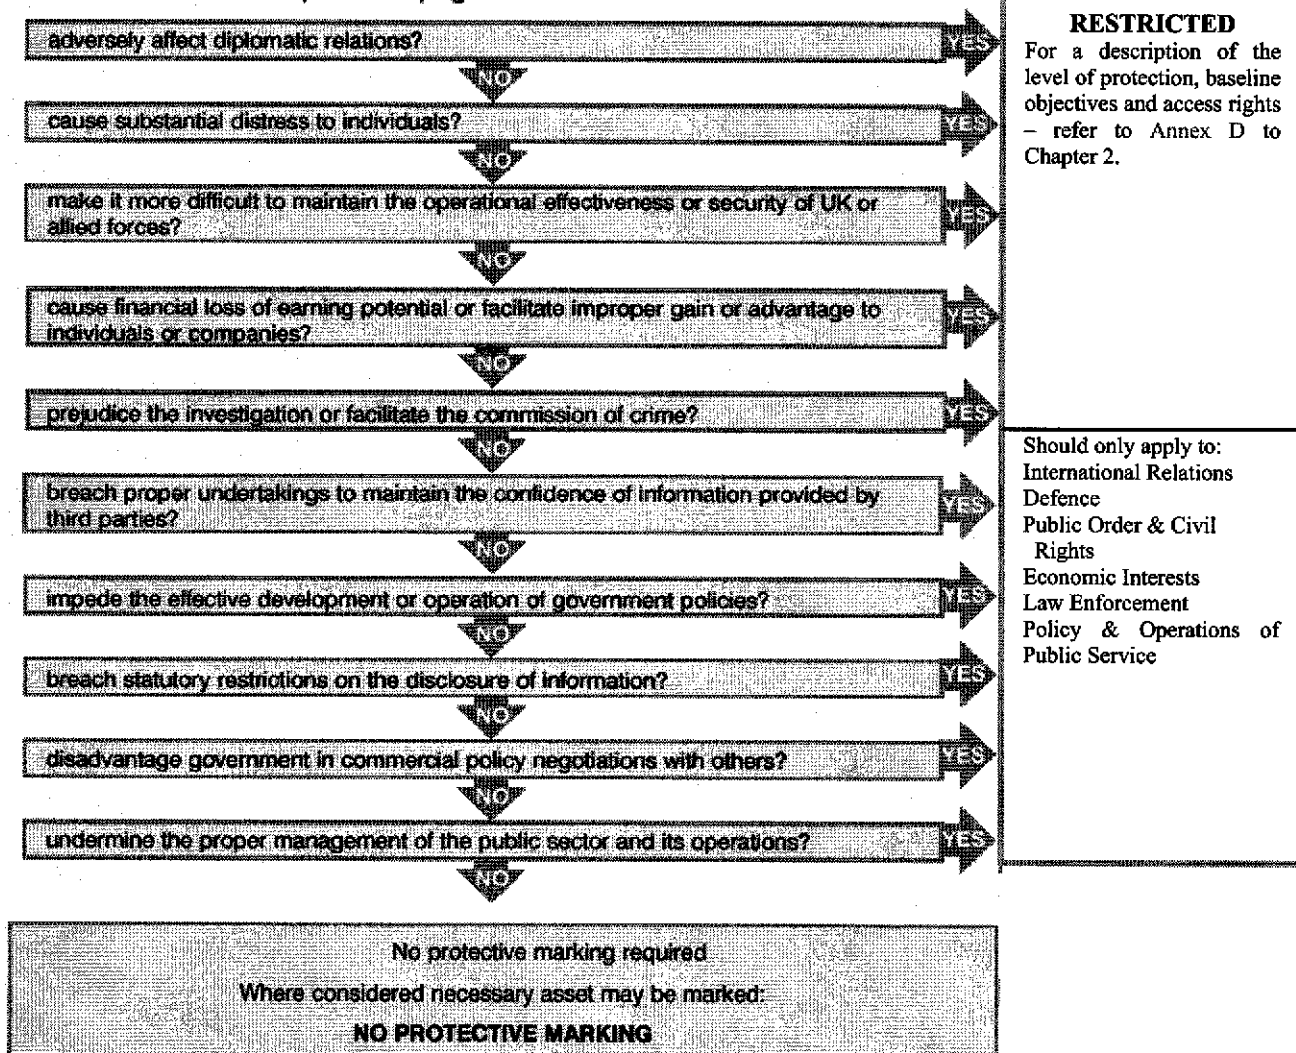 adversely affect diplomatic relations?
YES
NO
cause substantial distress to individuals?
YES
NO
make it more difficult to maintain the operational effectiveness or security of UK or
allied forces?
YES
NO
cause financial loss of earning potential or facilitate improper gain or advantage to
individuals or companies?
YES
NO
prejudice the investigation or facilitate the commission of crime?
YES
NO
breach proper undertakings to maintain the confidence of information provided by
third parties?
YES
NO
impede the effective development or operation of government policies?
YES
NO
breach statutory restrictions on the disclosure of information?
YES
NO
disadvantage government in commercial policy negotiations with others?
YES
NO
undermine the proper management of the public sector and its operations?
YES
NO
No protective marking required
Where considered necessary asset may be marked:
NO PROTECTIVE MARKING
RESTRICTED
For a description of the
level of protection, baseline
objectives and access rights
– refer to Annex D to
Chapter 2.
Should only apply to:
International Relations
Defence
Public Order & Civil
Rights
Economic Interests
Law Enforcement
Policy & Operations of
Public Service